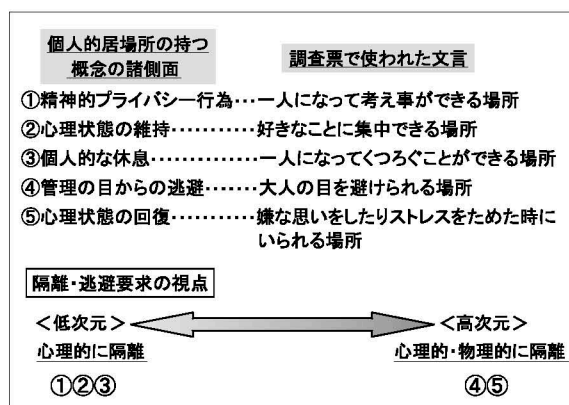 個人的居場所の持つ
概念の諸側面
調査票で使われた文言
①精神的プライバシー行為…一人になって考え事ができる場所
②心理状態の維持………… 好きなことに集中できる場所
③個人的な休息……………一人になってくつろぐことができる場所
④管理の目からの逃避……. 大人の目を避けられる場所
⑤心理状態の回復…………嫌な思いをしたりストレスをためた時に
いられる場所
隔離・逃避要求の視点
＜低次元＞
＜高次元＞
心理的に隔離
心理的・物理的に隔離
①②③
④⑤